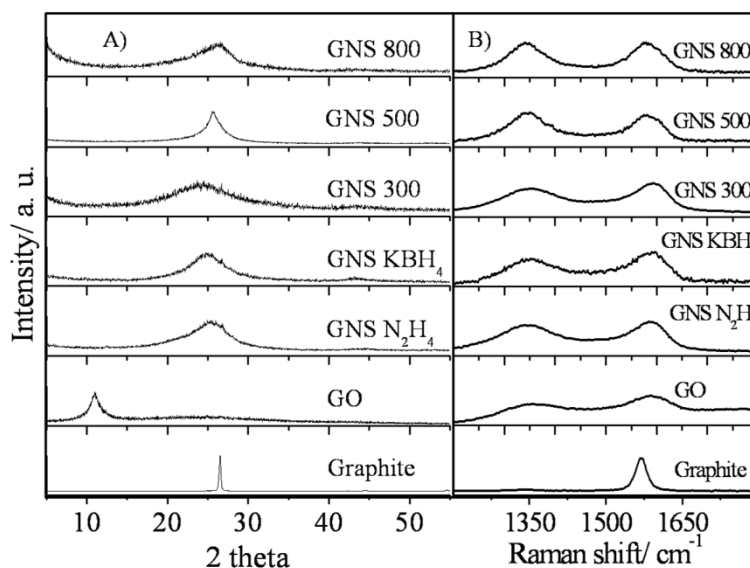 A)
GNS 800
GNS 500
GNS 300
GNS KBH4
GNS N2H4
GO
Graphite
Intensity/ a. u.
10 20 30 40 50
2 theta
B)
GNS 800
GNS 500
GNS 300
GNS KBH
GNS N2H
GO
Graphite
1350 1500 1650
Raman shift/ cm-1